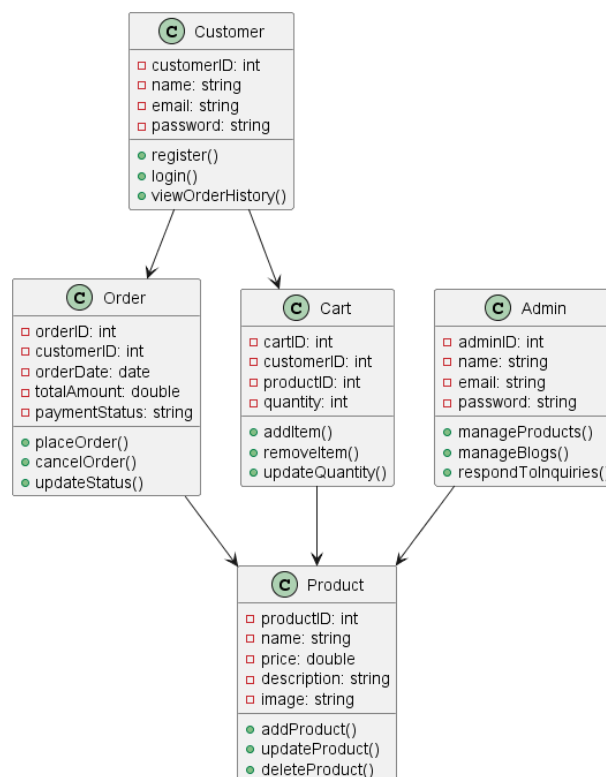 C Customer
customerID: int
name: string
email: string
password: string
register()
login()
viewOrderHistory()
C Order
orderID: int
customerID: int
orderDate: date
totalAmount: double
paymentStatus: string
placeOrder()
cancelOrder()
updateStatus()
C Cart
cartID: int
customerID: int
productID: int
quantity: int
addItem()
removeItem()
updateQuantity()
C Admin
adminID: int
name: string
email: string
password: string
manageProducts()
manageBlogs()
respondToInquiries()
C Product
productID: int
name: string
price: double
description: string
image: string
addProduct()
updateProduct()
deleteProduct()